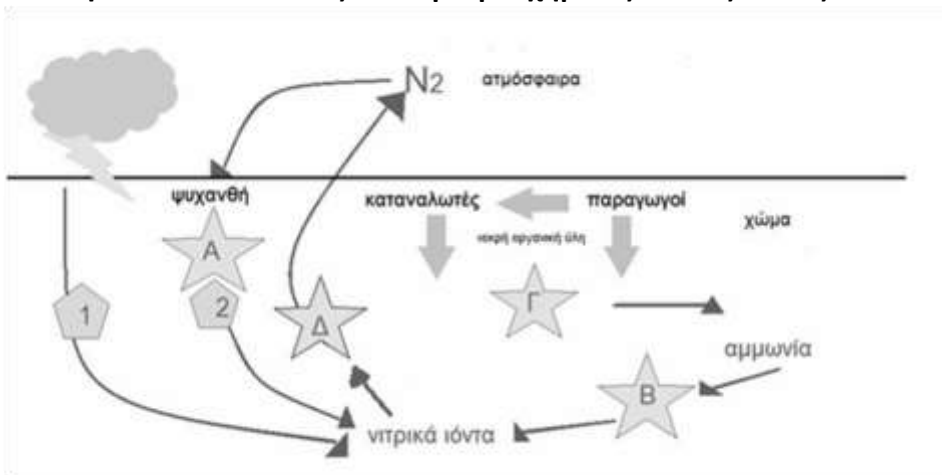 N2 ατμόσφαιρα
ψυχανθή καταναλωτές παραγωγοί
χώμα
νεκρή οργανική ύλη
Α
1 2 Δ Γ
αμμωνία
Β
νιτρικά ιόντα